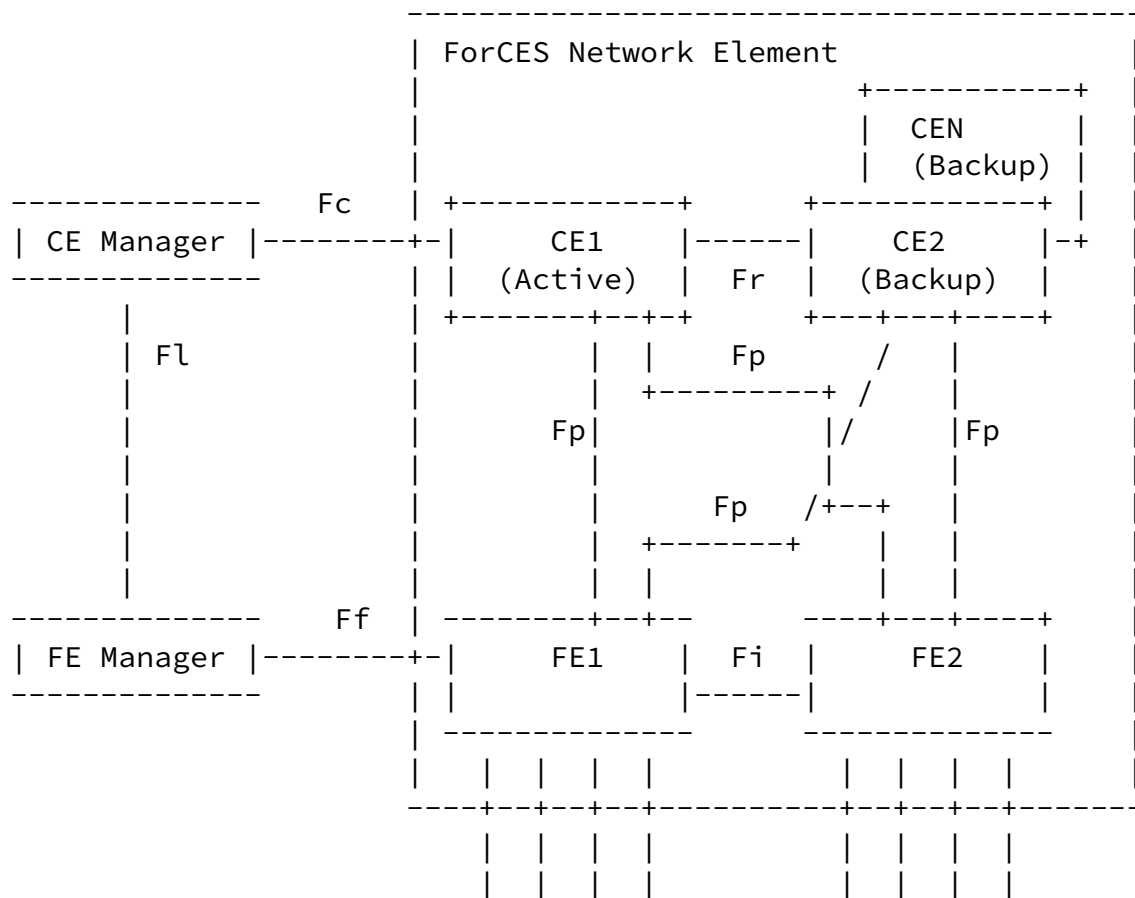 ForCES Network Element
CEN
(Backup)
Fc
CE Manager CE1 CE2
(Active) Fr (Backup)
Fl Fp
Fp Fp
Fp
Ff
FE Manager FE1 Fi FE2